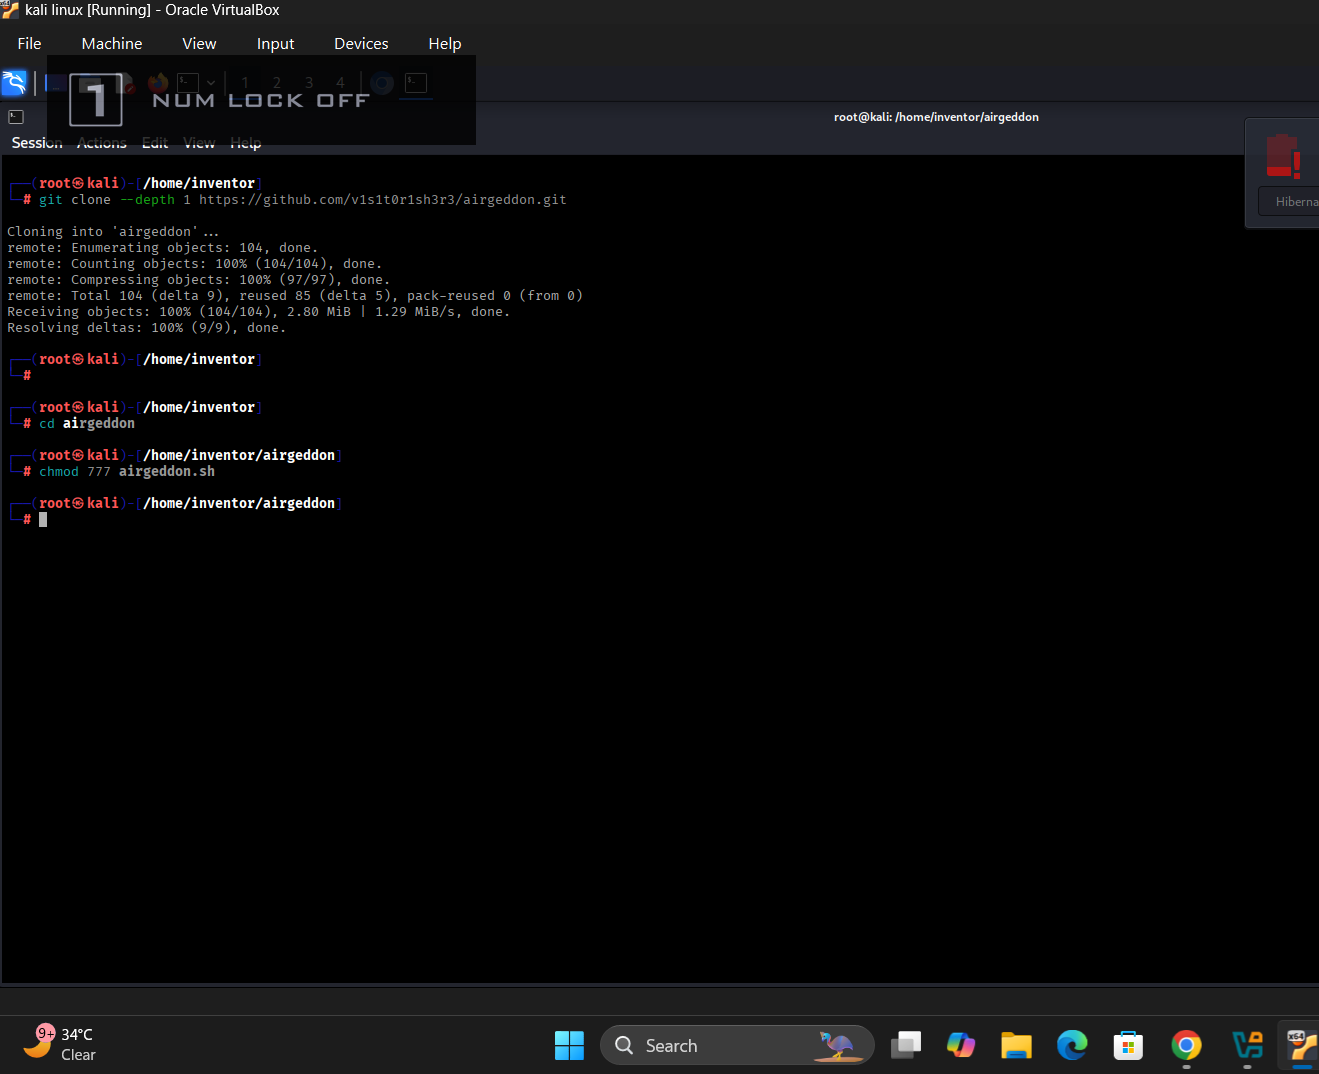 kali linux [Running] - Oracle VirtualBox
File Machine View Input Devices Help
1 2 3 4
1 NUM LOCK OFF
root@kali: /home/inventor/airgeddon
Session Actions Edit View Help
Hiberna
(root㉿kali)-[/home/inventor]
# git clone --depth 1 https://github.com/v1s1t0r1sh3r3/airgeddon.git
Cloning into 'airgeddon'...
remote: Enumerating objects: 104, done.
remote: Counting objects: 100% (104/104), done.
remote: Compressing objects: 100% (97/97), done.
remote: Total 104 (delta 9), reused 85 (delta 5), pack-reused 0 (from 0)
Receiving objects: 100% (104/104), 2.80 MiB | 1.29 MiB/s, done.
Resolving deltas: 100% (9/9), done.
(root㉿kali)-[/home/inventor]
#
(root㉿kali)-[/home/inventor]
# cd airgeddon
(root㉿kali)-[/home/inventor/airgeddon]
# chmod 777 airgeddon.sh
(root㉿kali)-[/home/inventor/airgeddon]
#
9+ 34°C
Clear
Search
x64